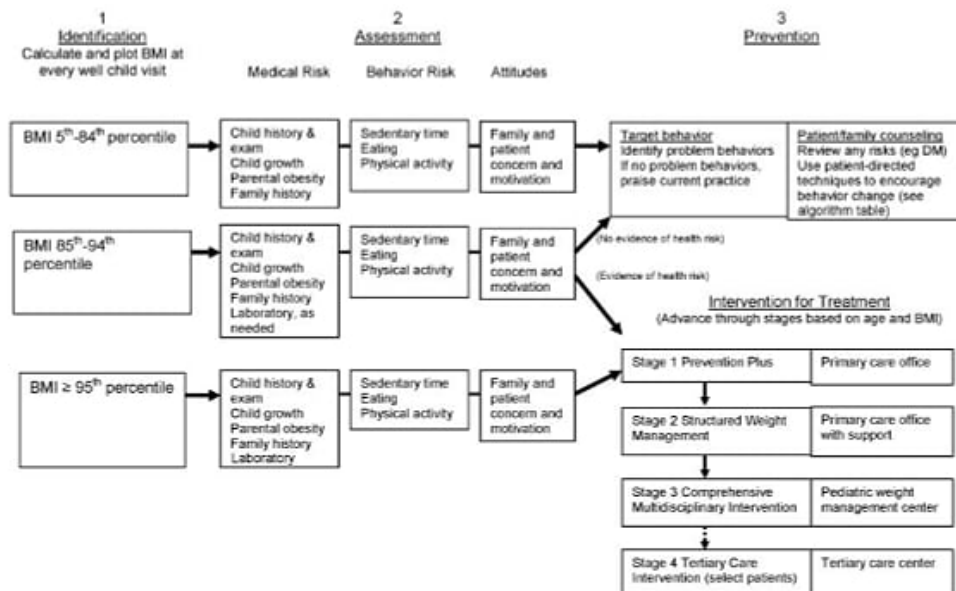 1
Identification
Calculate and plot BMI at
every well child visit
2
Assessment
Medical Risk
Behavior Risk
Attitudes
3
Prevention
BMI 5th-84th percentile
Child history &
exam
Child growth
Parental obesity
Family history
Sedentary time
Eating
Physical activity
Family and
patient
concern and
motivation
Target behavior
Identify problem behaviors
If no problem behaviors,
praise current practice
Patient/family counseling
Review any risks (eg DM)
Use patient-directed
techniques to encourage
behavior change (see
algorithm table)
BMI 85th-94th
percentile
Child history &
exam
Child growth
Parental obesity
Family history
Laboratory, as
needed
Sedentary time
Eating
Physical activity
Family and
patient
concern and
motivation
(No evidence of health risk)
(Evidence of health risk)
Intervention for Treatment
(Advance through stages based on age and BMI)
BMI ≥ 95th percentile
Child history &
exam
Child growth
Parental obesity
Family history
Laboratory
Sedentary time
Eating
Physical activity
Family and
patient
concern and
motivation
Stage 1 Prevention Plus
Primary care office
Stage 2 Structured Weight
Management
Primary care office
with support
Stage 3 Comprehensive
Multidisciplinary Intervention
Pediatric weight
management center
Stage 4 Tertiary Care
Intervention (select patients)
Tertiary care center